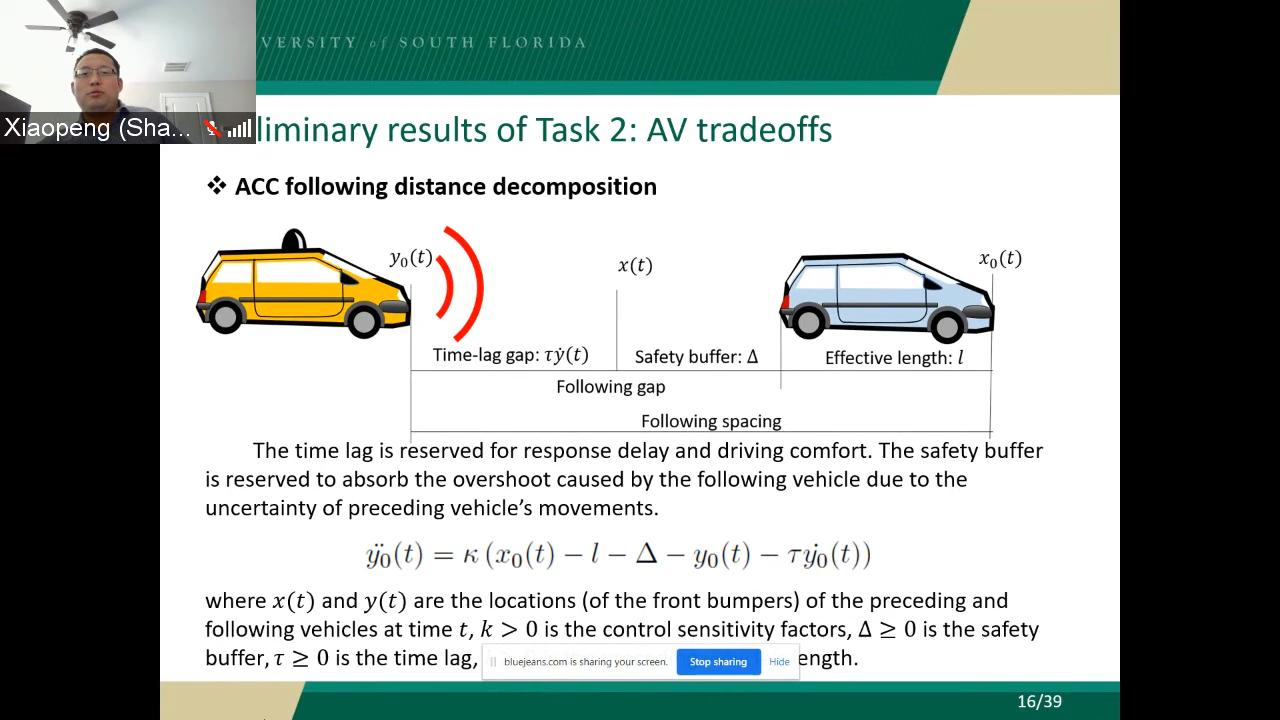 VERSITY of SOUTH FLORIDA
Xiaopeng (Sha...
liminary results of Task 2: AV tradeoffs
❖ ACC following distance decomposition
y₀(t)
x(t)
x₀(t)
Time-lag gap: τẏ(t)
Safety buffer: Δ
Effective length: l
Following gap
Following spacing
The time lag is reserved for response delay and driving comfort. The safety buffer
is reserved to absorb the overshoot caused by the following vehicle due to the
uncertainty of preceding vehicle’s movements.
ÿ₀(t) = κ (x₀(t) − l − Δ − y₀(t) − τẏ₀(t))
where x(t) and y(t) are the locations (of the front bumpers) of the preceding and
following vehicles at time t, k > 0 is the control sensitivity factors, Δ ≥ 0 is the safety
buffer, τ ≥ 0 is the time lag, ength.
bluejeans.com is sharing your screen. Stop sharing Hide
16/39